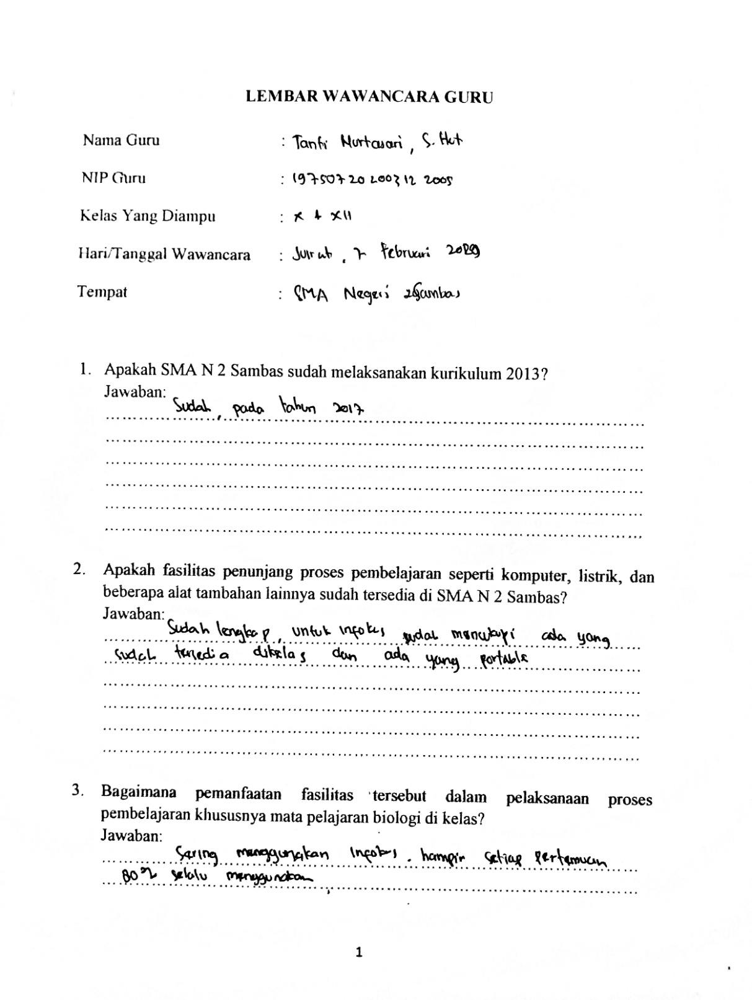 LEMBAR WAWANCARA GURU
Nama Guru : Tanti Nurtasari, S. Hut
NIP Guru : 19750720 200312 2005
Kelas Yang Diampu : X & XII
Hari/Tanggal Wawancara : Jum'at, 7 Februari
Tempat : SMA Negeri 2 Sambas
1. Apakah SMA N 2 Sambas sudah melaksanakan kurikulum 2013?
Jawaban:
Sudah, pada tahun 2017
2. Apakah fasilitas penunjang proses pembelajaran seperti komputer, listrik, dan
beberapa alat tambahan lainnya sudah tersedia di SMA N 2 Sambas?
Jawaban:
Sudah lengkap, untuk infokus sudah mencukupi ada yang
sudah tersedia dikelas dan ada yang portable
3. Bagaimana pemanfaatan fasilitas tersebut dalam pelaksanaan proses
pembelajaran khususnya mata pelajaran biologi di kelas?
Jawaban:
Sering menggunakan infokus. hampir setiap pertemuan
80% selalu menggunakan
1